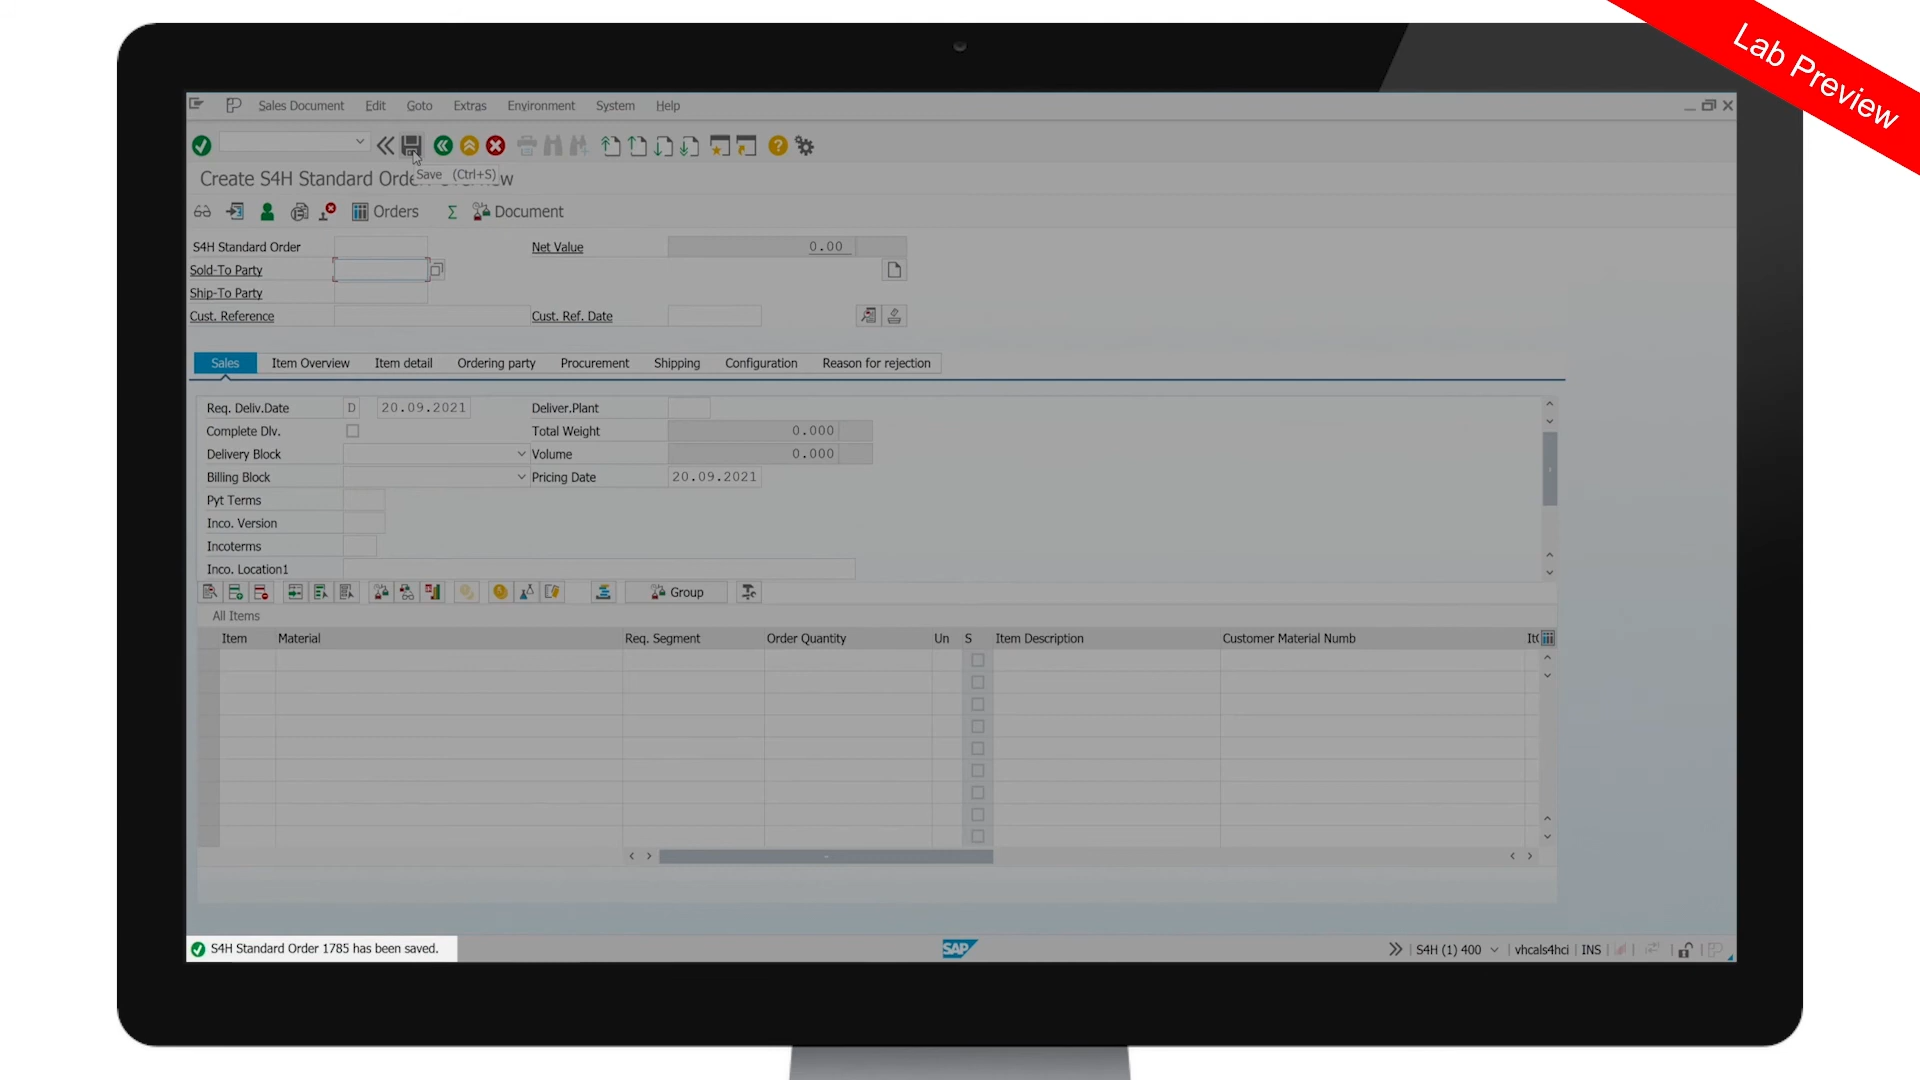 Lab Preview
Sales Document Edit Goto Extras Environment System Help
Save (Ctrl+S)
Create S4H Standard Orde
w
Orders Document
S4H Standard Order Net Value 0.00
Sold-To Party
Ship-To Party
Cust. Reference Cust. Ref. Date
Sales Item Overview Item detail Ordering party Procurement Shipping Configuration Reason for rejection
Req. Deliv.Date D 20.09.2021 Deliver.Plant
Complete Dlv. Total Weight 0.000
Delivery Block Volume 0.000
Billing Block Pricing Date 20.09.2021
Pyt Terms
Inco. Version
Incoterms
Inco. Location1
Group
All Items
Item Material Req. Segment Order Quantity Un S Item Description Customer Material Numb It
S4H Standard Order 1785 has been saved. SAP S4H (1) 400 vhcals4hci INS